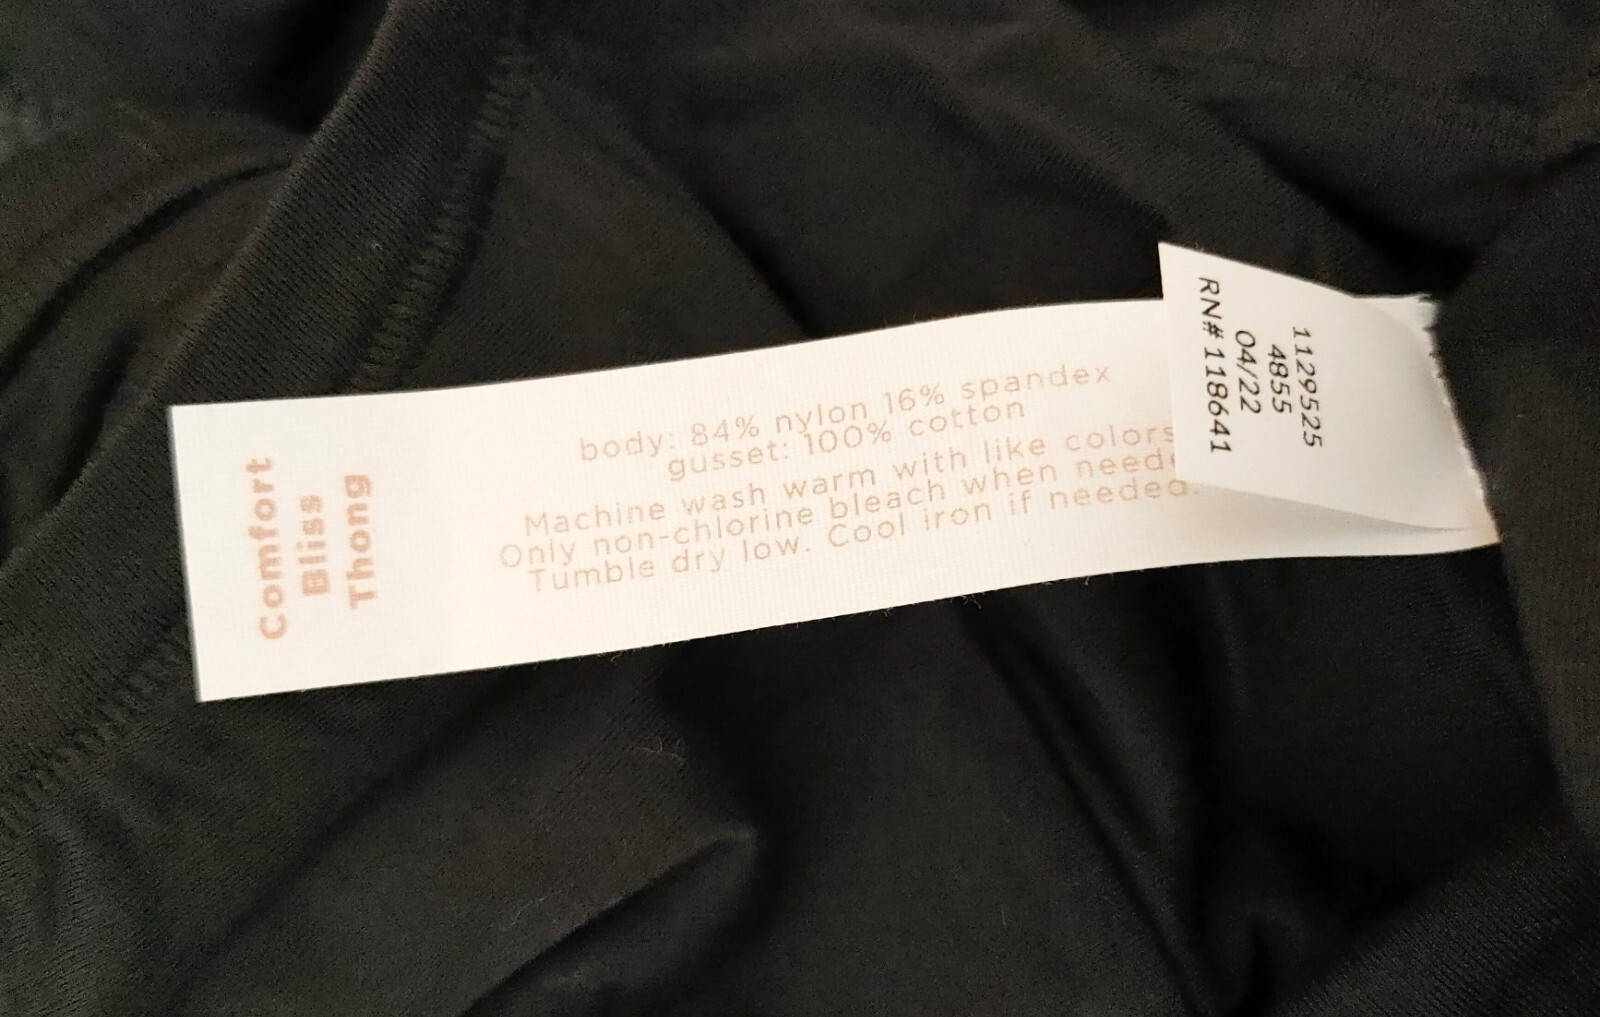 Comfort
Bliss
Thong
body: 84% nylon 16% spandex
gusset: 100% cotton
Machine wash warm with like colors
Only non-chlorine bleach when
Tumble dry low. Cool iron if needed.
1129525
4855
04/22
RN# 118641